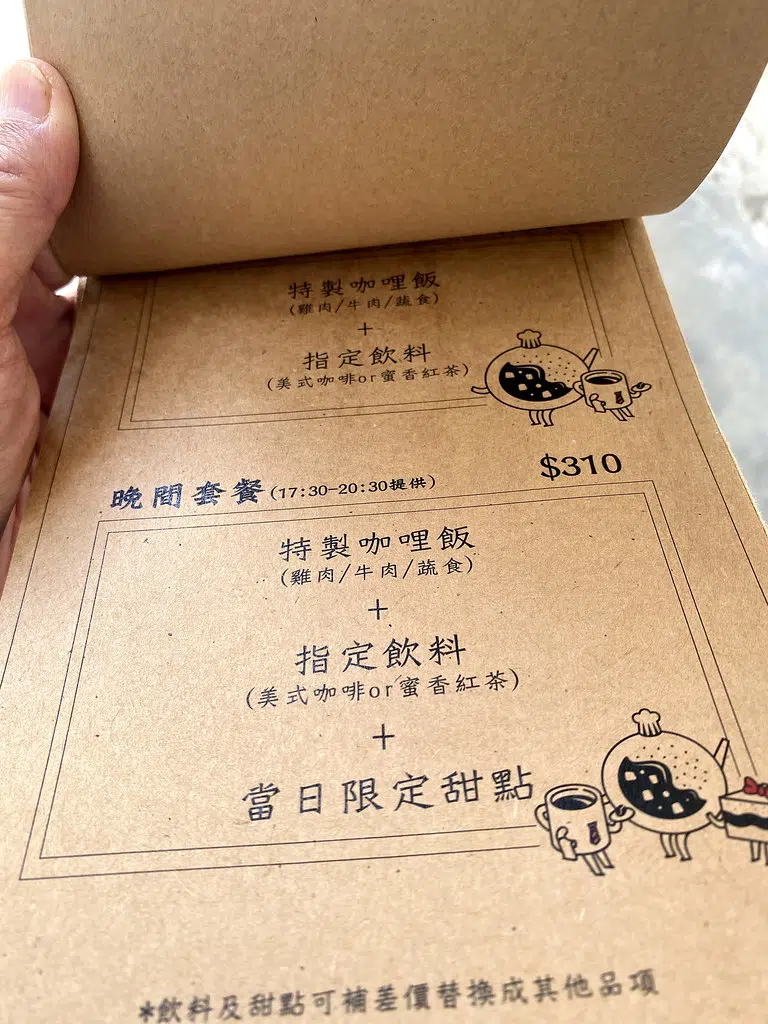 特製咖哩飯
(雞肉/牛肉/蔬食)
+
指定飲料
(美式咖啡or蜜香紅茶)
晚間套餐(17:30-20:30提供) $310
特製咖哩飯
(雞肉/牛肉/蔬食)
+
指定飲料
(美式咖啡or蜜香紅茶)
+
當日限定甜點
*飲料及甜點可補差價替換成其他品項